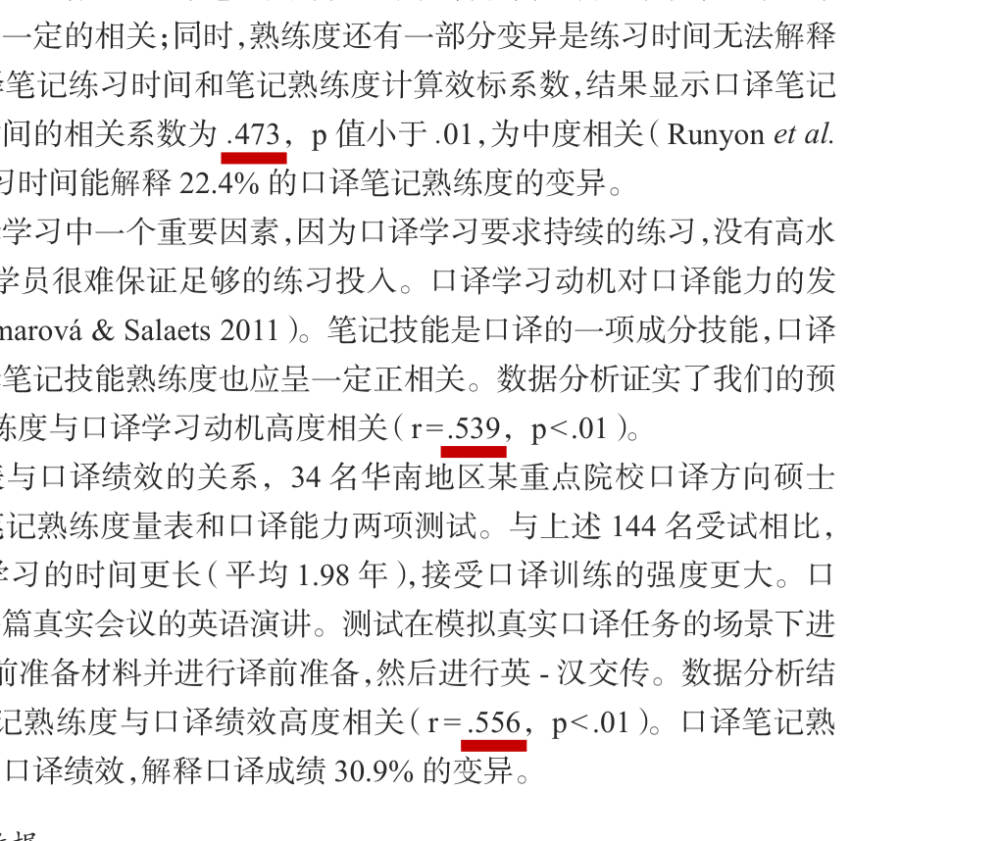 一定的相关;同时,熟练度还有一部分变异是练习时间无法解释
笔记练习时间和笔记熟练度计算效标系数,结果显示口译笔记
间的相关系数为 .473, p 值小于 .01,为中度相关( Runyon et al.
习时间能解释 22.4% 的口译笔记熟练度的变异。
学习中一个重要因素,因为口译学习要求持续的练习,没有高水
学员很难保证足够的练习投入。口译学习动机对口译能力的发
marová & Salaets 2011 )。笔记技能是口译的一项成分技能,口译
笔记技能熟练度也应呈一定正相关。数据分析证实了我们的预
练度与口译学习动机高度相关( r=.539, p<.01 )。
与口译绩效的关系, 34 名华南地区某重点院校口译方向硕士
记熟练度量表和口译能力两项测试。与上述 144 名受试相比,
学习的时间更长( 平均 1.98 年 ),接受口译训练的强度更大。口
篇真实会议的英语演讲。测试在模拟真实口译任务的场景下进
前准备材料并进行译前准备,然后进行英 - 汉交传。数据分析结
记熟练度与口译绩效高度相关( r=.556, p<.01 )。口译笔记熟
口译绩效,解释口译成绩 30.9% 的变异。